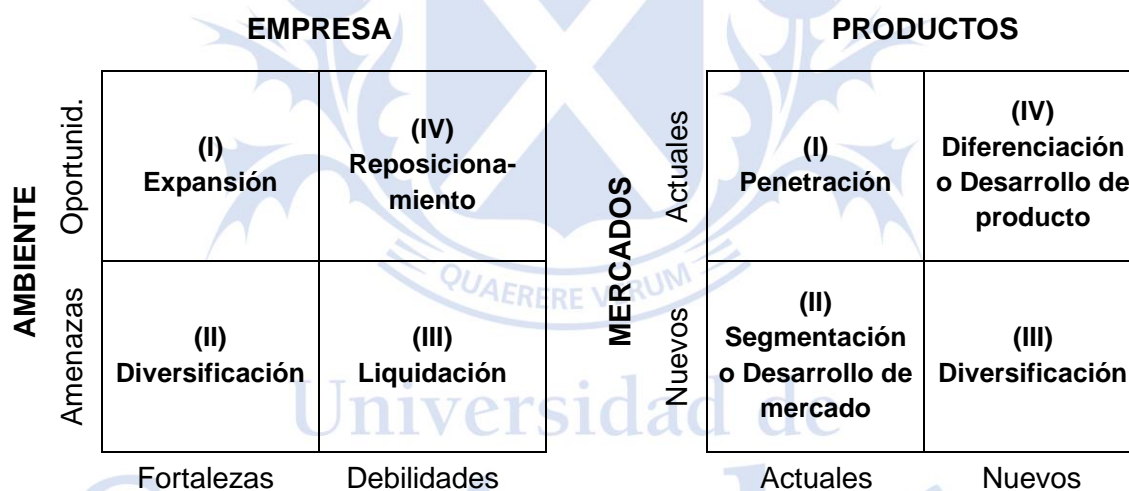 EMPRESA
AMBIENTE
Oportunid.
Amenazas
(I)
Expansión
(IV)
Reposiciona-
miento
(II)
Diversificación
(III)
Liquidación
Fortalezas
Debilidades
PRODUCTOS
MERCADOS
Actuales
Nuevos
(I)
Penetración
(IV)
Diferenciación
o Desarrollo de
producto
(II)
Segmentación
o Desarrollo de
mercado
(III)
Diversificación
Actuales
Nuevos
QUAERERE VERUM
Universidad de